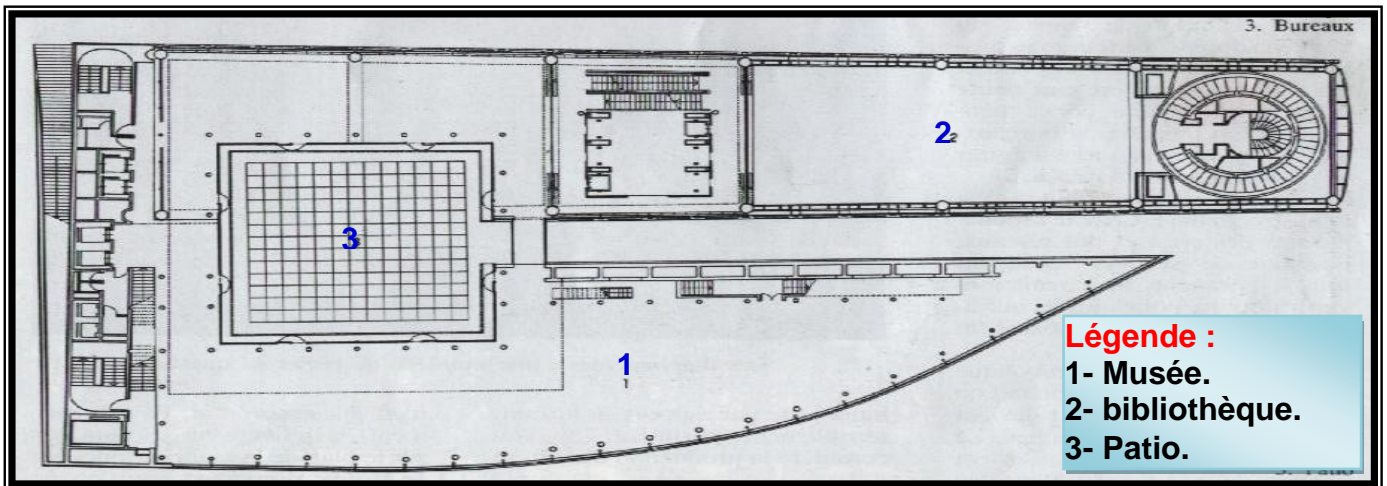 3. Bureaux
2
3
1
Légende :
1- Musée.
2- bibliothèque.
3- Patio.